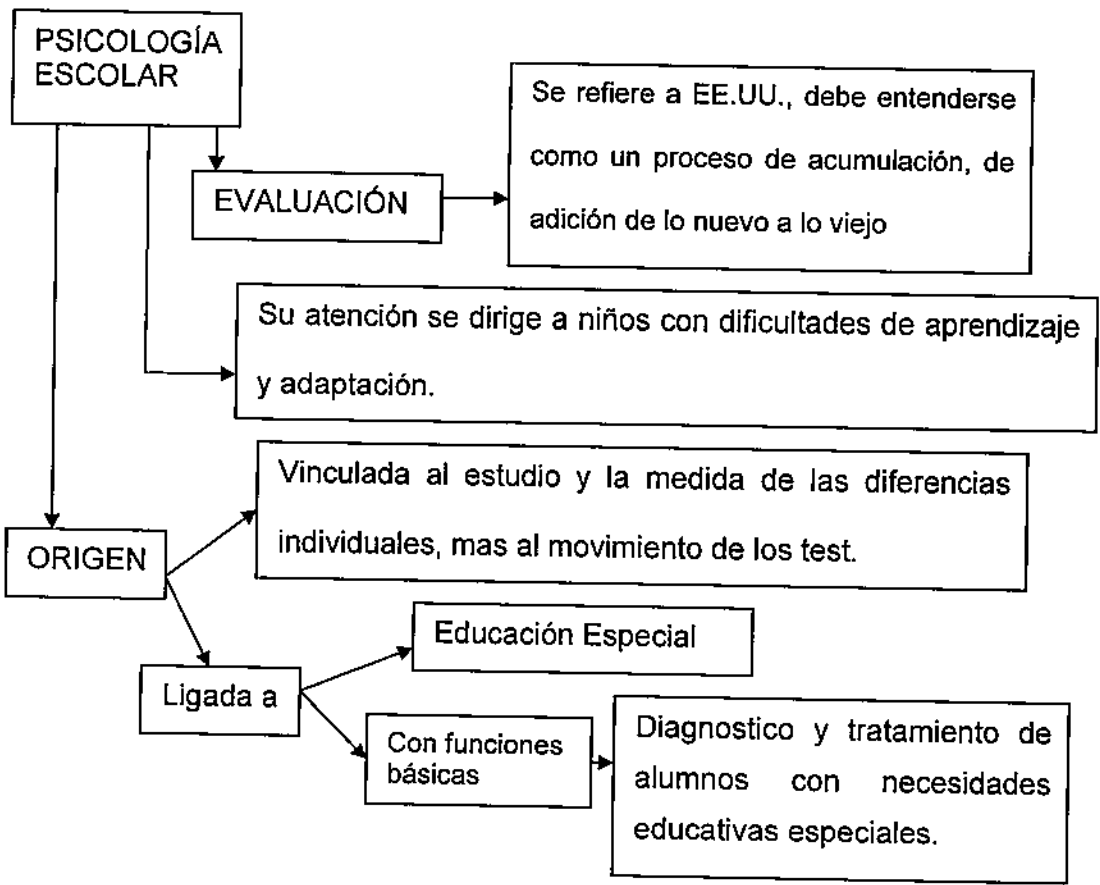 PSICOLOGÍA
ESCOLAR
Se refiere a EE.UU., debe entenderse
como un proceso de acumulación, de
adición de lo nuevo a lo viejo
EVALUACIÓN
Su atención se dirige a niños con dificultades de aprendizaje
y adaptación.
Vinculada al estudio y la medida de las diferencias
individuales, mas al movimiento de los test.
ORIGEN
Educación Especial
Ligada a
Con funciones
básicas
Diagnostico y tratamiento de
alumnos con necesidades
educativas especiales.